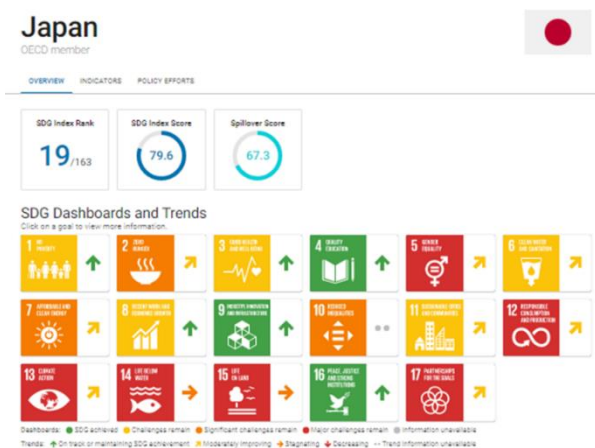 Japan
OECD member
OVERVIEW INDICATORS POLICY EFFORTS
SDG Index Rank SDG Index Score Spillover Score
19/163 79.6 67.3
SDG Dashboards and Trends
Click on a goal to view more information.
1 NO POVERTY
2 ZERO HUNGER
3 GOOD HEALTH AND WELL-BEING
4 QUALITY EDUCATION
5 GENDER EQUALITY
6 CLEAN WATER AND SANITATION
7 AFFORDABLE AND CLEAN ENERGY
8 DECENT WORK AND ECONOMIC GROWTH
9 INDUSTRY, INNOVATION AND INFRASTRUCTURE
10 REDUCED INEQUALITIES
11 SUSTAINABLE CITIES AND COMMUNITIES
12 RESPONSIBLE CONSUMPTION AND PRODUCTION
13 CLIMATE ACTION
14 LIFE BELOW WATER
15 LIFE ON LAND
16 PEACE, JUSTICE AND STRONG INSTITUTIONS
17 PARTNERSHIPS FOR THE GOALS
Dashboards: SDG achieved Challenges remain Significant challenges remain Major challenges remain Information unavailable
Trends: On track or maintaining SDG achievement Moderately improving Stagnating Decreasing Trend information unavailable